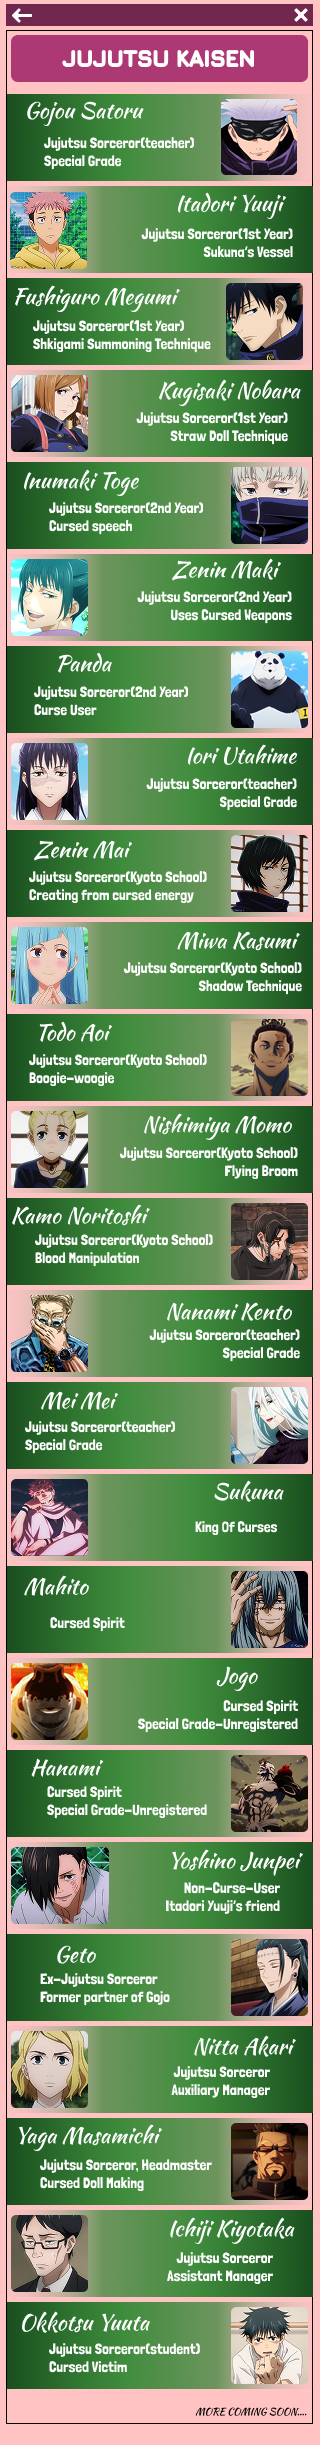 JUJUTSU KAISEN
Gojou Satoru
Jujutsu Sorceror(teacher)
Special Grade
Itadori Yuuji
Jujutsu Sorceror(1st Year)
Sukuna's Vessel
Fushiguro Megumi
Jujutsu Sorceror(1st Year)
Shkigami Summoning Technique
Kugisaki Nobara
Jujutsu Sorceror(1st Year)
Straw Doll Technique
Inumaki Toge
Jujutsu Sorceror(2nd Year)
Cursed speech
Zenin Maki
Jujutsu Sorceror(2nd Year)
Uses Cursed Weapons
Panda
Jujutsu Sorceror(2nd Year)
Curse User
Iori Utahime
Jujutsu Sorceror(teacher)
Special Grade
Zenin Mai
Jujutsu Sorceror(Kyoto School)
Creating from cursed energy
Miwa Kasumi
Jujutsu Sorceror(Kyoto School)
Shadow Technique
Todo Aoi
Jujutsu Sorceror(Kyoto School)
Boogie-woogie
Nishimiya Momo
Jujutsu Sorceror(Kyoto School)
Flying Broom
Kamo Noritoshi
Jujutsu Sorceror(Kyoto School)
Blood Manipulation
Nanami Kento
Jujutsu Sorceror(teacher)
Special Grade
Mei Mei
Jujutsu Sorceror(teacher)
Special Grade
Sukuna
King Of Curses
Mahito
Cursed Spirit
Jogo
Cursed Spirit
Special Grade-Unregistered
Hanami
Cursed Spirit
Special Grade-Unregistered
Yoshino Junpei
Non-Curse-User
Itadori Yuuji's friend
Geto
Ex-Jujutsu Sorceror
Former partner of Gojo
Nitta Akari
Jujutsu Sorceror
Auxiliary Manager
Yaga Masamichi
Jujutsu Sorceror, Headmaster
Cursed Doll Making
Ichiji Kiyotaka
Jujutsu Sorceror
Assistant Manager
Okkotsu Yuuta
Jujutsu Sorceror(student)
Cursed Victim
MORE COMING SOON....